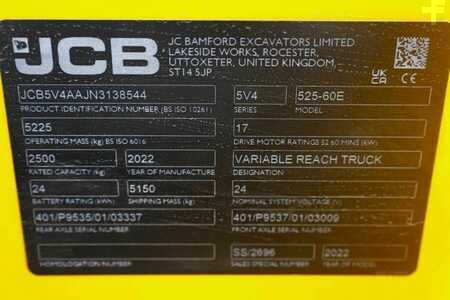 JCB
JC BAMFORD EXCAVATORS LIMITED
LAKESIDE WORKS, ROCESTER,
UTTOXETER, UNITED KINGDOM,
ST14 5JP
UK
CA
CE
JCB5V4AAJN3138544
5V4
525-60E
PRODUCT IDENTIFICATION NUMBER (BS ISO 10261)
SERIES
MODEL
5225
17
OPERATING MASS (kg) BS ISO 6016
DRIVE MOTOR RATINGS S2 60 MINS (kW)
2500
2022
VARIABLE REACH TRUCK
RATED CAPACITY (kg)
YEAR OF MANUFACTURE
DESIGNATION
24
5150
24
BATTERY RATING (kWh)
SHIPPING MASS (kg)
NOMINAL SYSTEM VOLTAGE (V)
401/P9535/01/03337
401/P9537/01/03009
REAR AXLE SERIAL NUMBER
FRONT AXLE SERIAL NUMBER
SS/2696
2022
HOMOLOGATION NUMBER
SALES SPECIAL NUMBER
YEAR OF MODEL